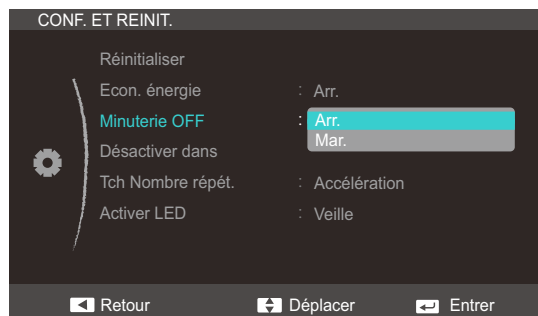 CONF. ET REINIT.
Réinitialiser
Econ. énergie : Arr.
Minuterie OFF : Arr.
Mar.
Désactiver dans
Tch Nombre répét. : Accélération
Activer LED : Veille
Retour Déplacer Entrer